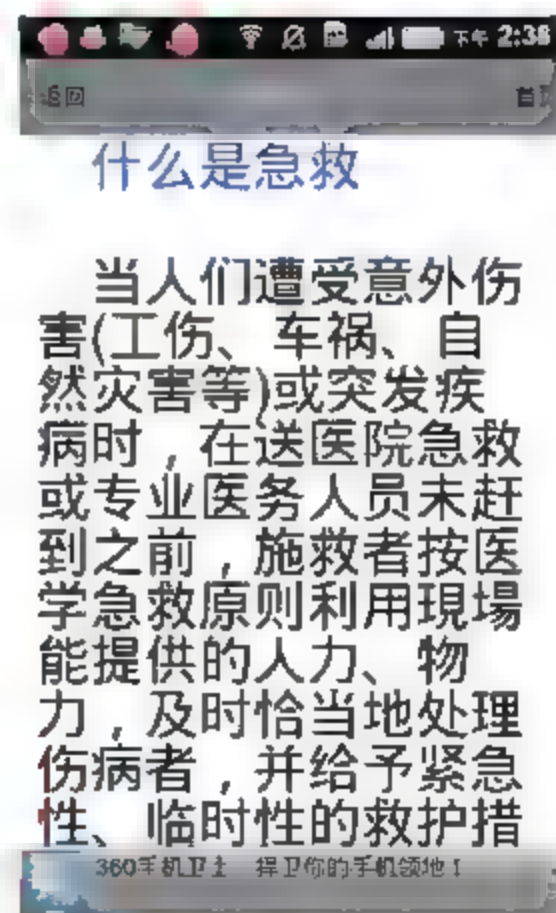 下午 2:38
返回
什么是急救
当人们遭受意外伤
害(工伤、车祸、自
然灾害等)或突发疾
病时，在送医院急救
或专业医务人员未赶
到之前，施救者按医
学急救原则利用現場
能提供的人力、物
力，及时恰当地处理
伤病者，并给予紧急
性、临时性的救护措
360手机卫士 捍卫你的手机领地！